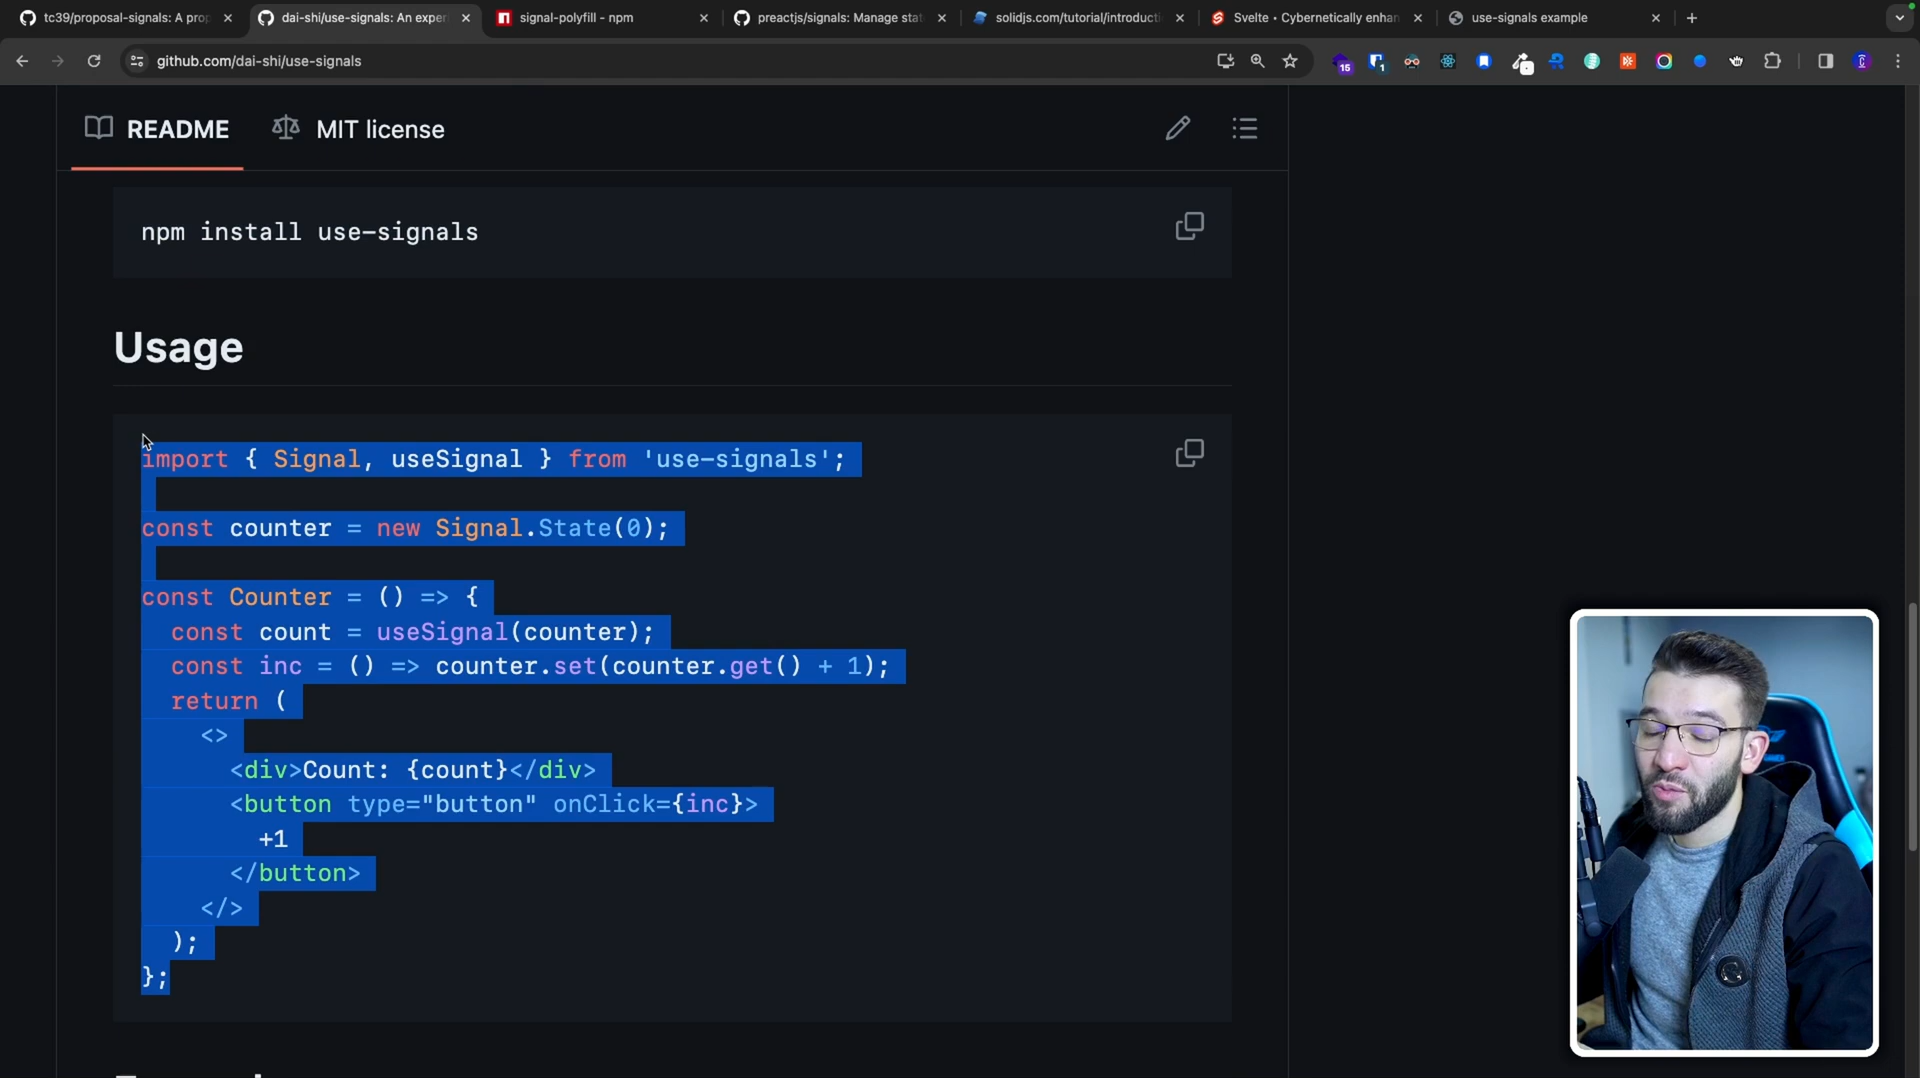 tc39/proposal-signals: A prop
dai-shi/use-signals: An exper
signal-polyfill - npm
preactjs/signals: Manage stat
solidjs.com/tutorial/introducti
Svelte • Cybernetically enhan
use-signals example
github.com/dai-shi/use-signals
15
1
README
MIT license
npm install use-signals
Usage
import { Signal, useSignal } from 'use-signals';
const counter = new Signal.State(0);
const Counter = () => {
const count = useSignal(counter);
const inc = () => counter.set(counter.get() + 1);
return (
<>
<div>Count: {count}</div>
<button type="button" onClick={inc}>
+1
</button>
</>
);
};